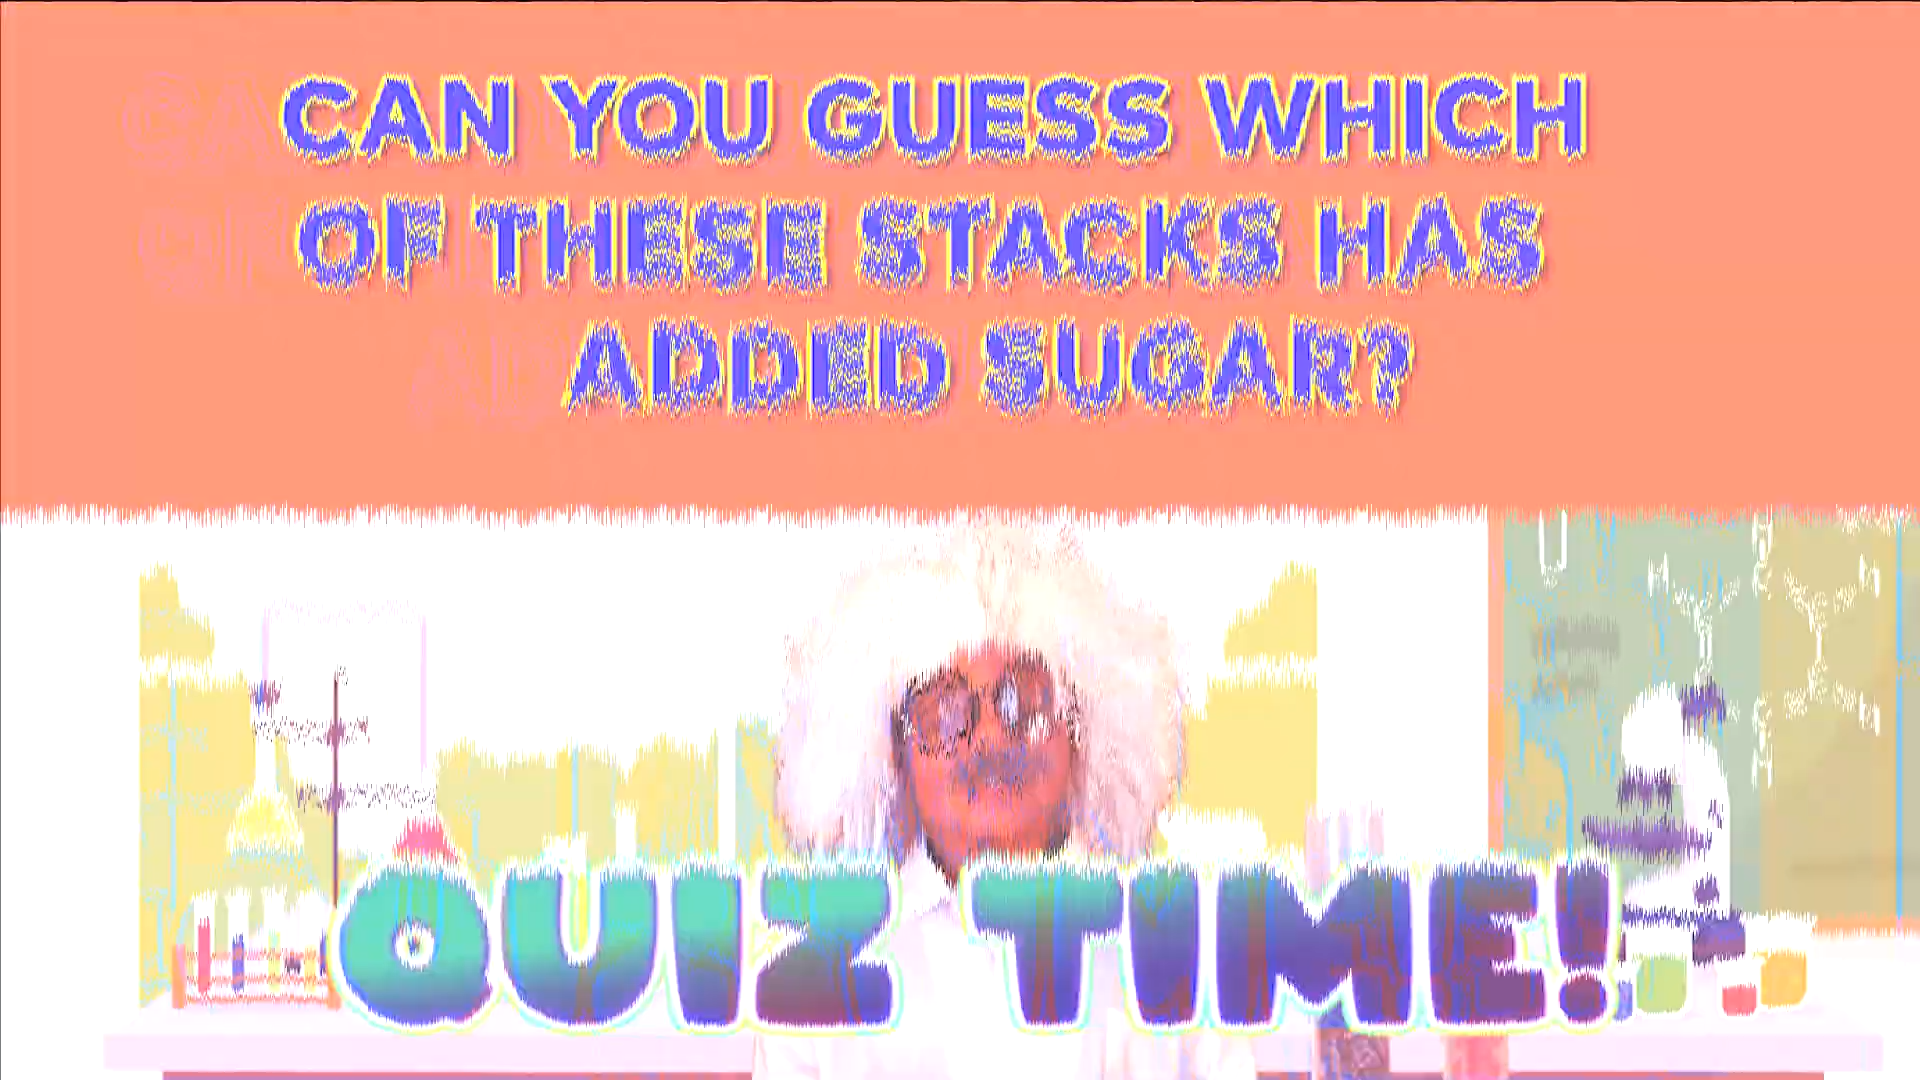 CAN YOU GUESS WHICH
OF THESE STACKS HAS
ADDED SUGAR?
QUIZ TIME!